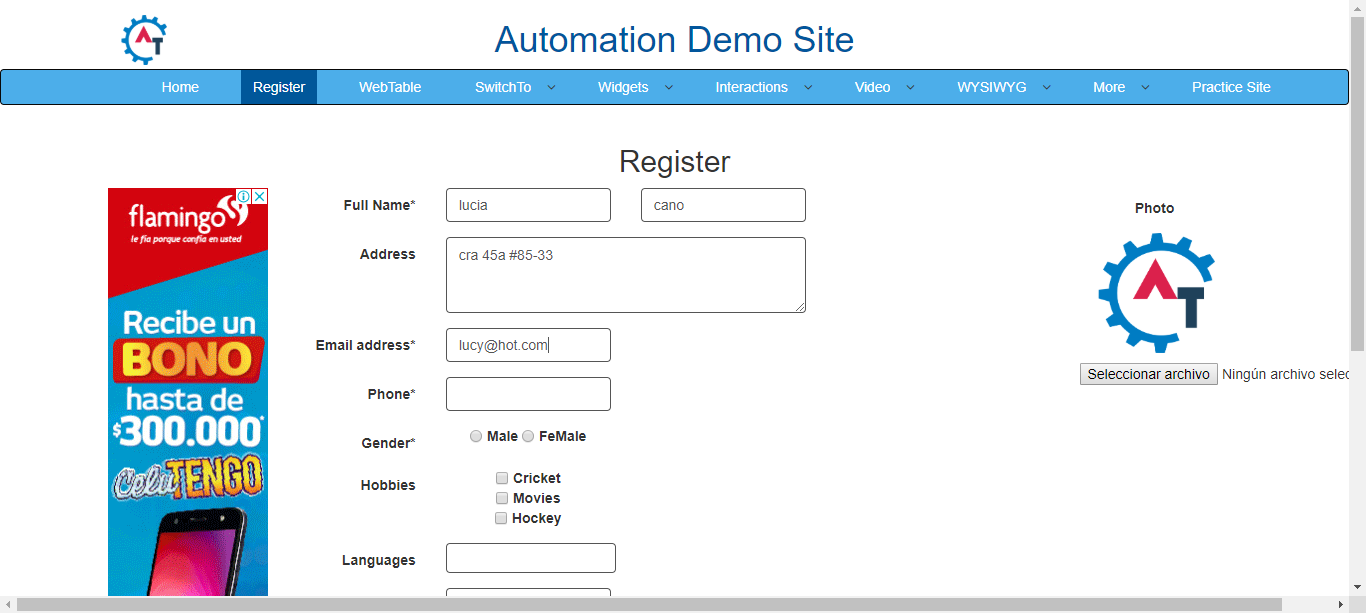 AT
Automation Demo Site
Home Register WebTable SwitchTo Widgets Interactions Video WYSIWYG More Practice Site
Register
flamingo
le fía porque confía en usted
Recibe un
BONO
hasta de
$300.000*
CeluTENGO
Full Name* lucia cano
Address cra 45a #85-33
Email address* lucy@hot.com
Phone*
Gender* Male FeMale
Hobbies Cricket
Movies
Hockey
Languages
Photo
AT
Seleccionar archivo Ningún archivo selec